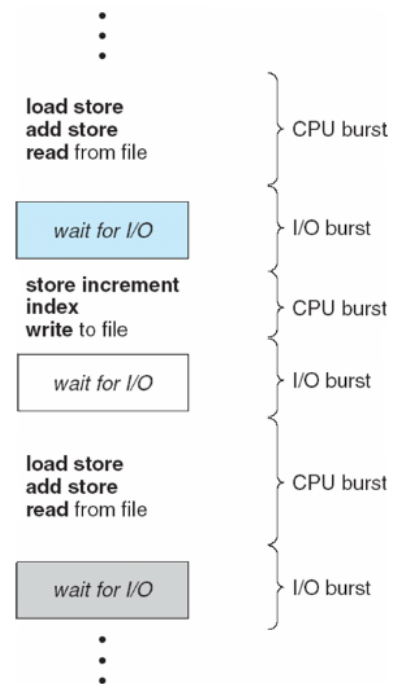 load store
add store
read from file
CPU burst
wait for I/O
I/O burst
store increment
index
write to file
CPU burst
wait for I/O
I/O burst
load store
add store
read from file
CPU burst
wait for I/O
I/O burst